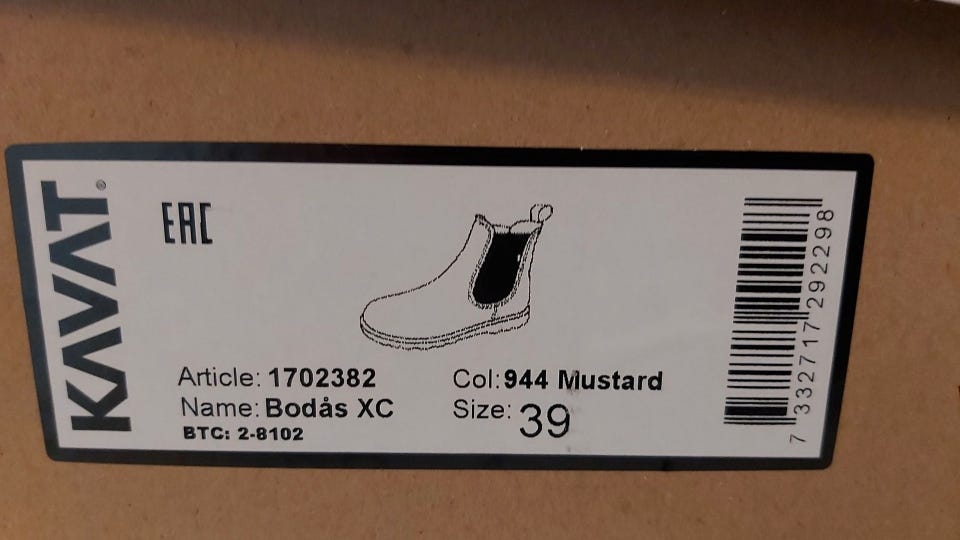 KAVAT®
EAC
Article: 1702382
Name: Bodås XC
BTC: 2-8102
Col: 944 Mustard
Size: 39
7 332717 292298